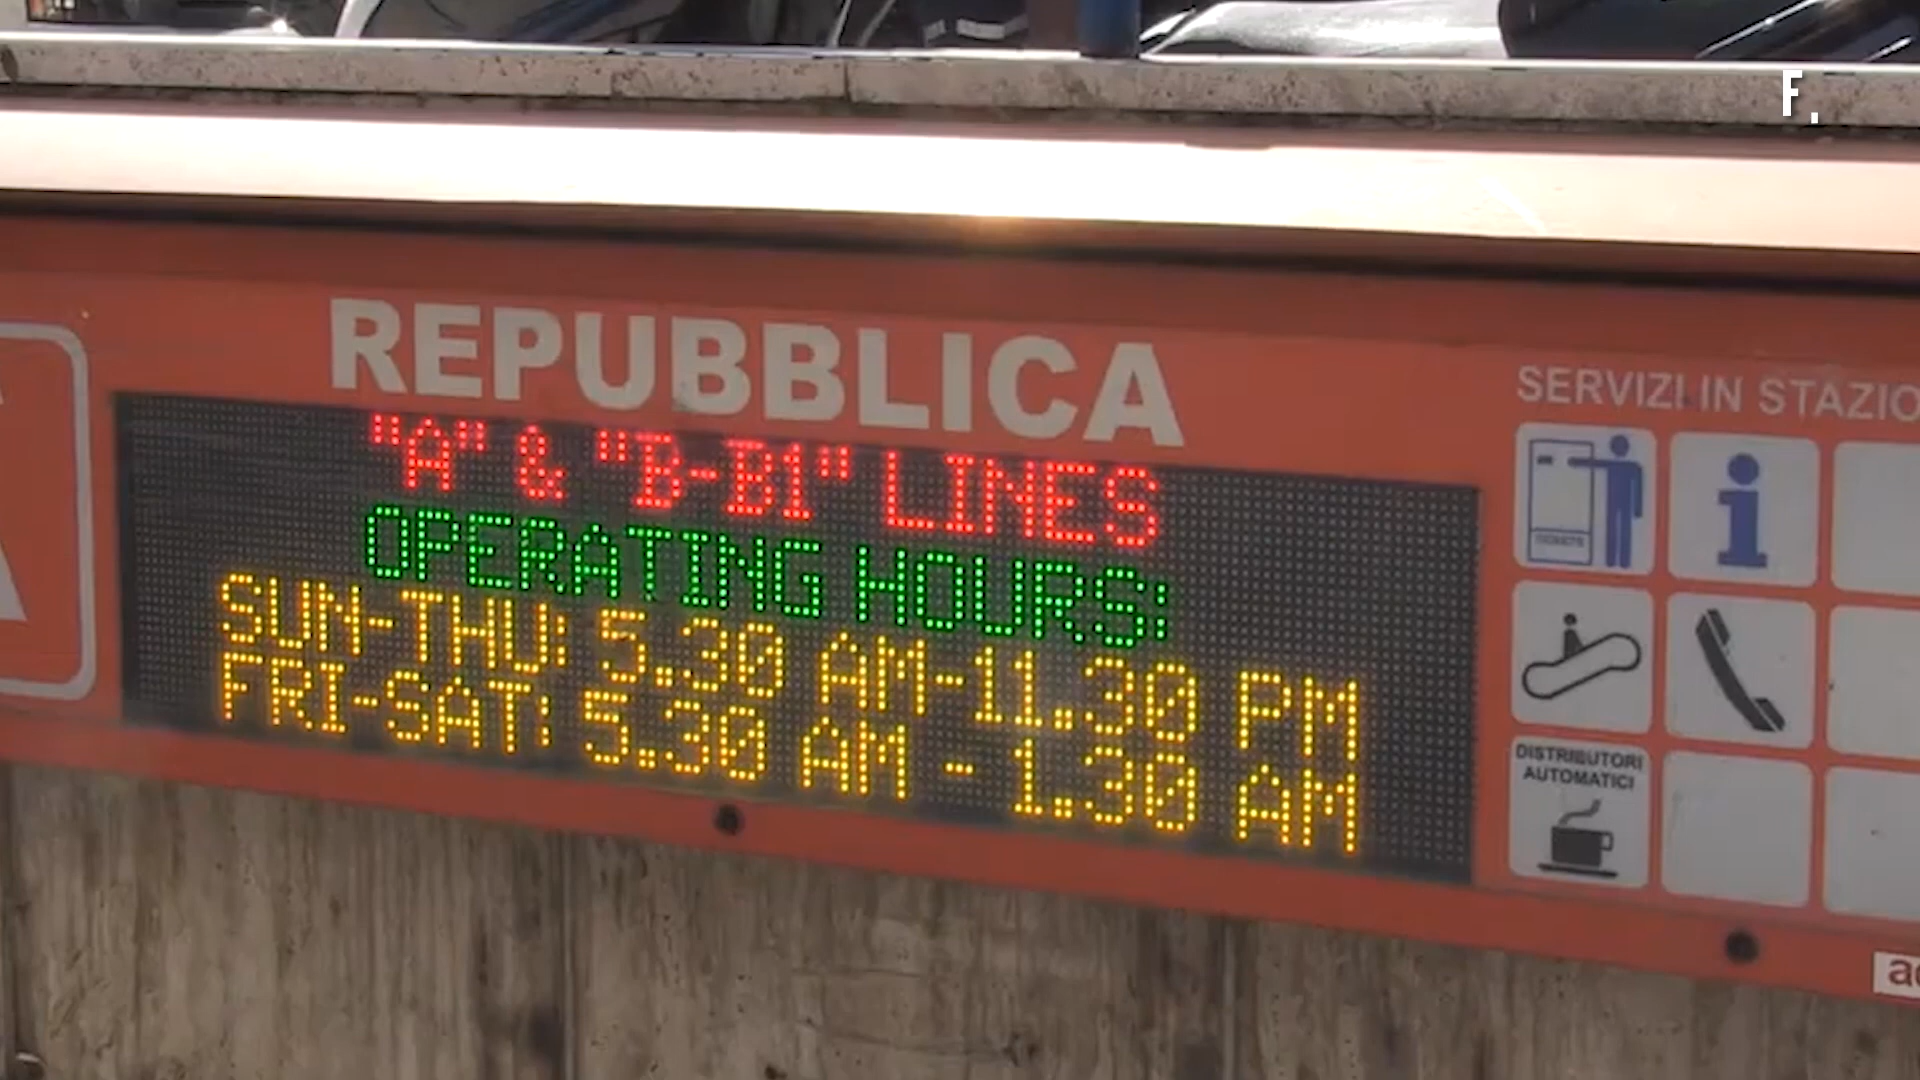 F.
REPUBBLICA
"A" & "B-B1" LINES
OPERATING HOURS:
SUN-THU: 5.30 AM-11.30 PM
FRI-SAT: 5.30 AM - 1.30 AM
SERVIZI IN STAZIO
TICKETS
DISTRIBUTORI
AUTOMATICI